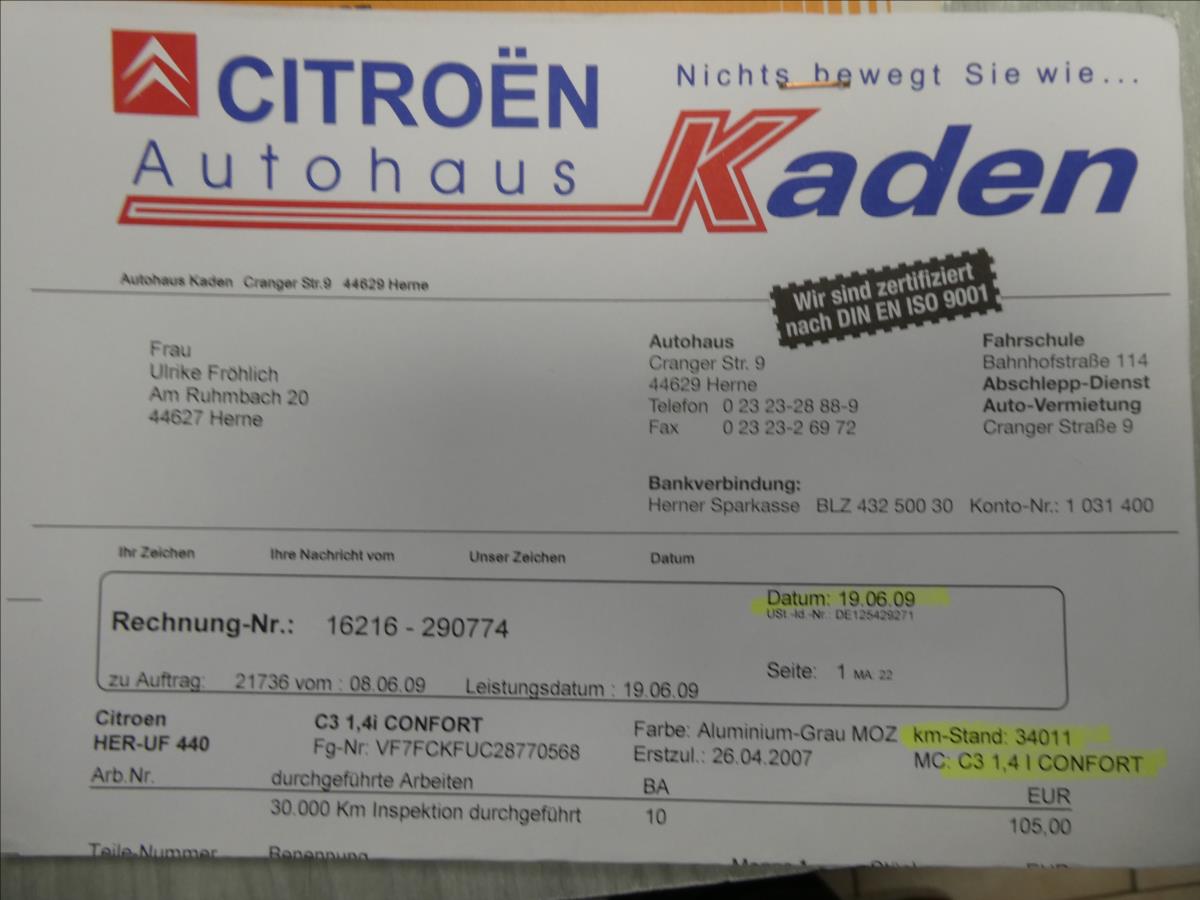 CITROËN
Nichts bewegt Sie wie...
Autohaus Kaden
Autohaus Kaden Cranger Str.9 44629 Herne
Wir sind zertifiziert
nach DIN EN ISO 9001
Frau
Ulrike Fröhlich
Am Ruhmbach 20
44627 Herne
Autohaus
Cranger Str. 9
44629 Herne
Telefon 0 23 23-28 88-9
Fax 0 23 23-2 69 72
Fahrschule
Bahnhofstraße 114
Abschlepp-Dienst
Auto-Vermietung
Cranger Straße 9
Bankverbindung:
Herner Sparkasse BLZ 432 500 30 Konto-Nr.: 1 031 400
Ihr Zeichen Ihre Nachricht vom Unser Zeichen Datum
Datum: 19.06.09
USt.-Id.-Nr.: DE125429271
Rechnung-Nr.: 16216 - 290774
Seite: 1 MA: 22
zu Auftrag: 21736 vom : 08.06.09 Leistungsdatum : 19.06.09
Citroen C3 1,4i CONFORT Farbe: Aluminium-Grau MOZ km-Stand: 34011
HER-UF 440 Fg-Nr: VF7FCKFUC28770568 Erstzul.: 26.04.2007 MC: C3 1,4 I CONFORT
Arb.Nr. durchgeführte Arbeiten BA EUR
30.000 Km Inspektion durchgeführt 10 105,00
Teile-Nummer Benennung